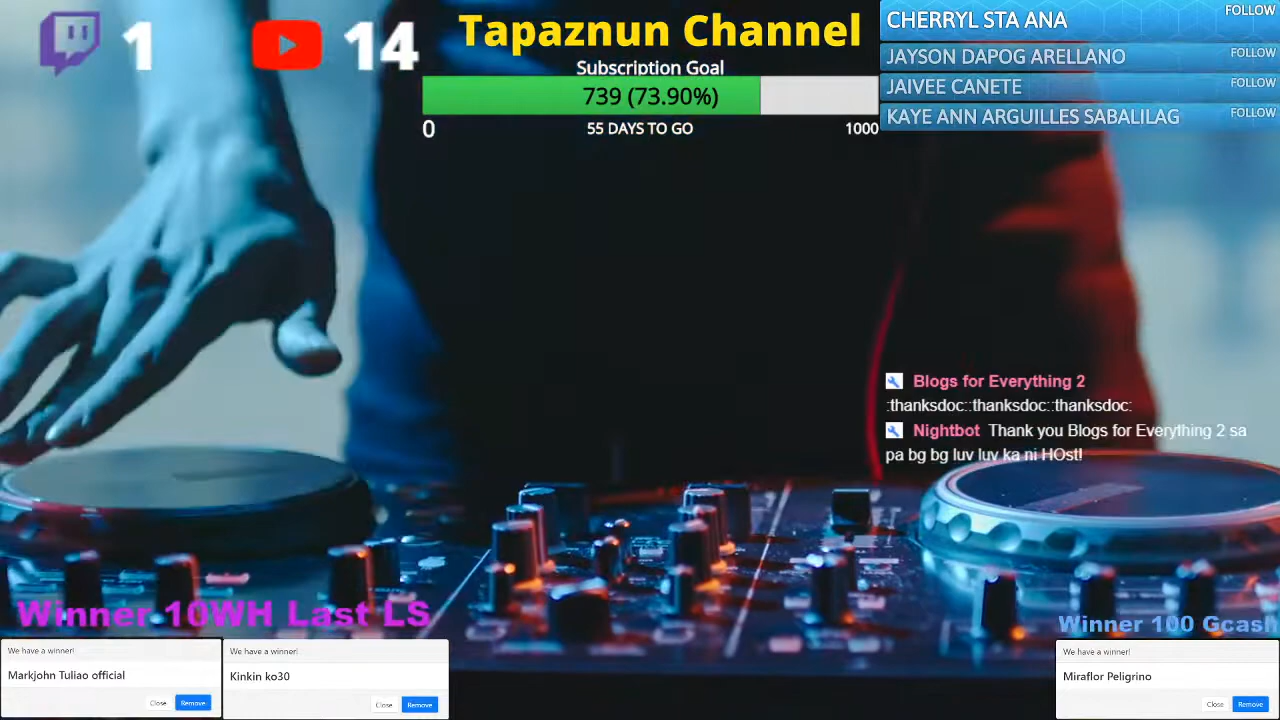 1
14
Tapaznun Channel
Subscription Goal
739 (73.90%)
0
55 DAYS TO GO
1000
CHERRYL STA ANA
FOLLOW
JAYSON DAPOG ARELLANO
FOLLOW
JAIVEE CANETE
FOLLOW
KAYE ANN ARGUILLES SABALILAG
FOLLOW
Blogs for Everything 2
:thanksdoc::thanksdoc::thanksdoc:
Nightbot Thank you Blogs for Everything 2 sa
pa bg bg luv luv ka ni HOst!
Winner 10WH Last LS
We have a winner!
Markjohn Tuliao official
Close Remove
We have a winner!
Kinkin ko30
Close Remove
Winner 100 Gcash
We have a winner!
Miraflor Peligrino
Close Remove